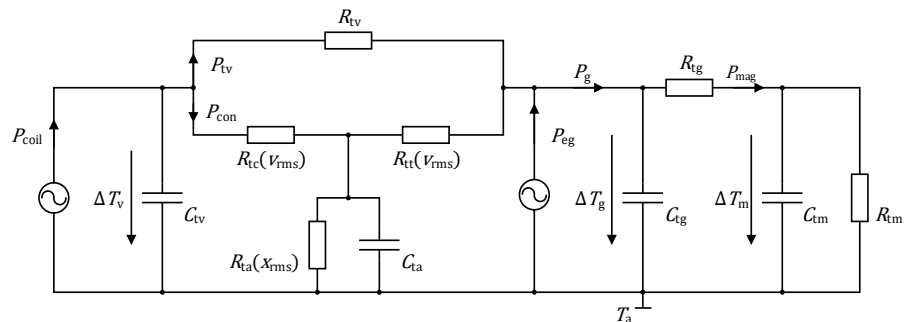 R_tv
P_tv
P_g
R_tg
P_mag
P_con
P_coil
P_eg
R_tc(v_rms)
R_tt(v_rms)
ΔT_v
C_tv
ΔT_g
C_tg
ΔT_m
C_tm
R_tm
R_ta(x_rms)
C_ta
T_a